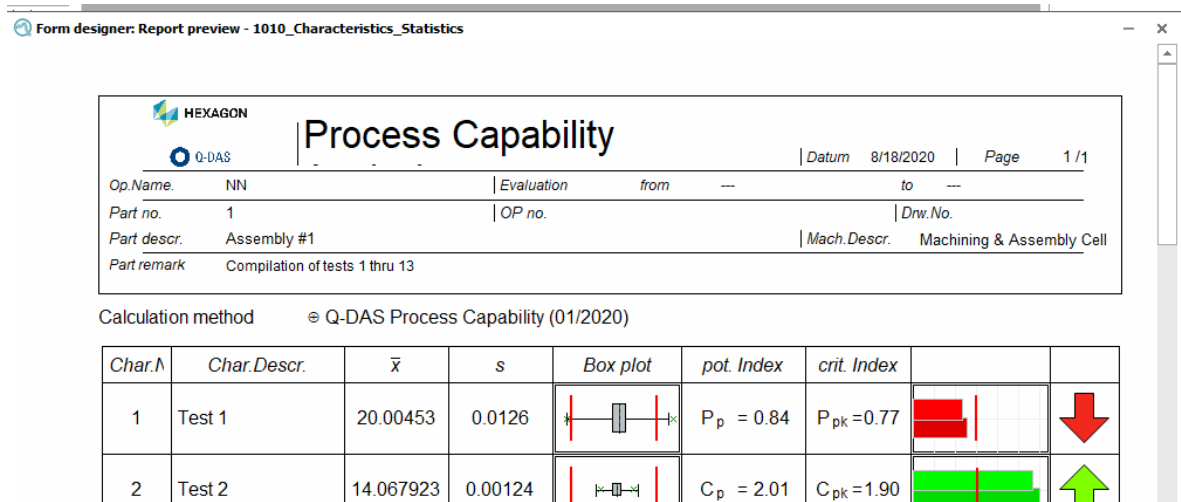 Form designer: Report preview - 1010_Characteristics_Statistics
HEXAGON
Q-DAS
Process Capability
Datum 8/18/2020 Page 1 /1
Op.Name. NN Evaluation from --- to ---
Part no. 1 OP no. Drw.No.
Part descr. Assembly #1 Mach.Descr. Machining & Assembly Cell
Part remark Compilation of tests 1 thru 13
Calculation method ⊕ Q-DAS Process Capability (01/2020)
Char.N Char.Descr. x̅ s Box plot pot. Index crit. Index
1 Test 1 20.00453 0.0126 Pp = 0.84 Ppk =0.77
2 Test 2 14.067923 0.00124 Cp = 2.01 Cpk =1.90